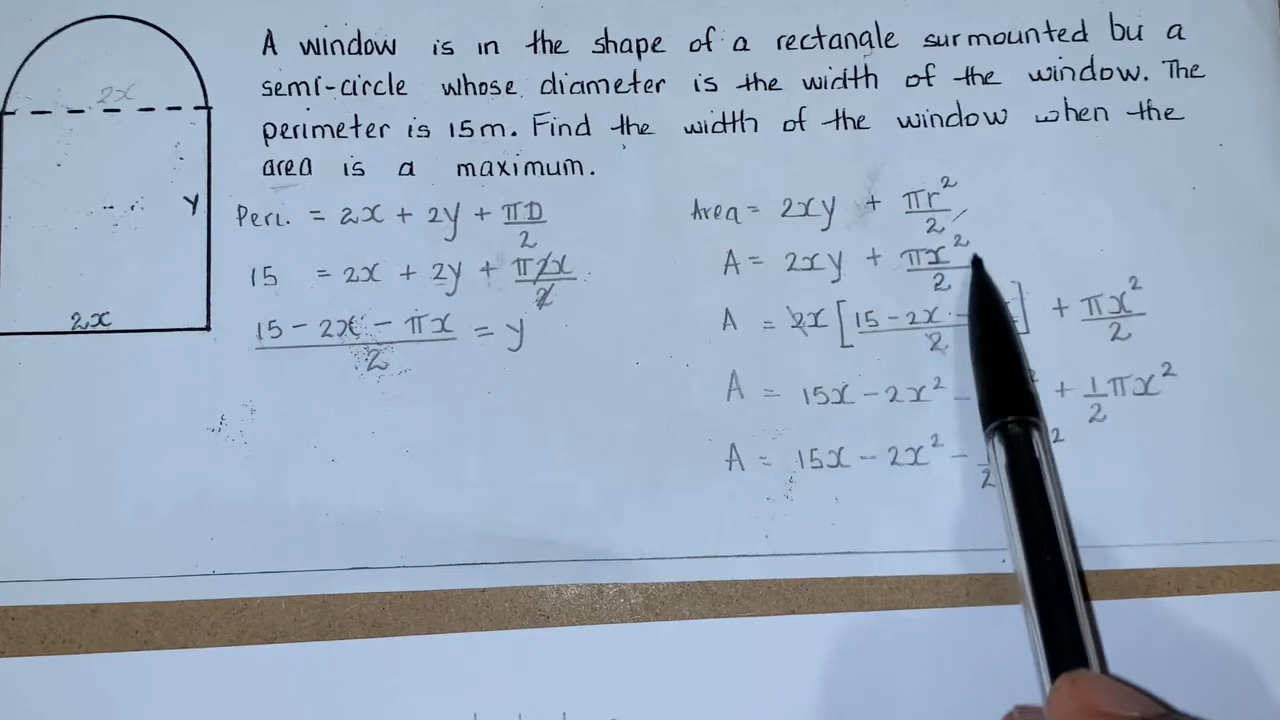 A window is in the shape of a rectangle surmounted bu a
semi-circle whose diameter is the width of the window. The
perimeter is 15m. Find the width of the window when the
area is a maximum.
2x
y
2x
Peri. = 2x + 2y + πD/2
15 = 2x + 2y + π2x/2
15 - 2x - πx/2 = y
Area = 2xy + πr²/2
A = 2xy + πx²/2
A = 2x [15 - 2x - /2] + πx²/2
A = 15x - 2x² - ² + 1/2 πx²
A = 15x - 2x² - /2 ²